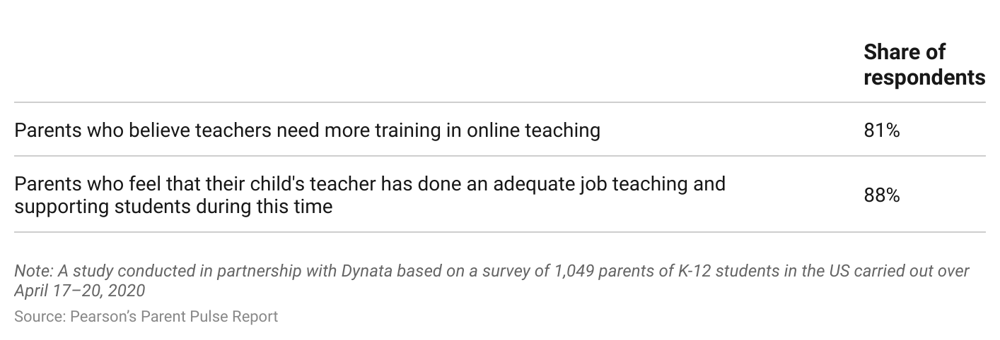 Share of
respondents
Parents who believe teachers need more training in online teaching 81%
Parents who feel that their child's teacher has done an adequate job teaching and
supporting students during this time
88%
Note: A study conducted in partnership with Dynata based on a survey of 1,049 parents of K-12 students in the US carried out over
April 17–20, 2020
Source: Pearson’s Parent Pulse Report